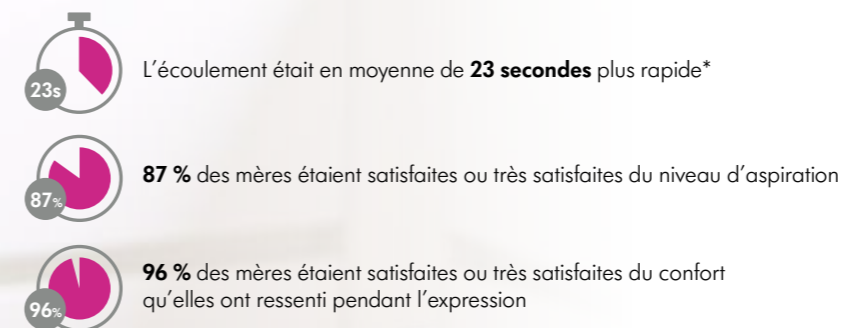 23s
L'écoulement était en moyenne de 23 secondes plus rapide*
87%
87 % des mères étaient satisfaites ou très satisfaites du niveau d'aspiration
96%
96 % des mères étaient satisfaites ou très satisfaites du confort
qu'elles ont ressenti pendant l'expression